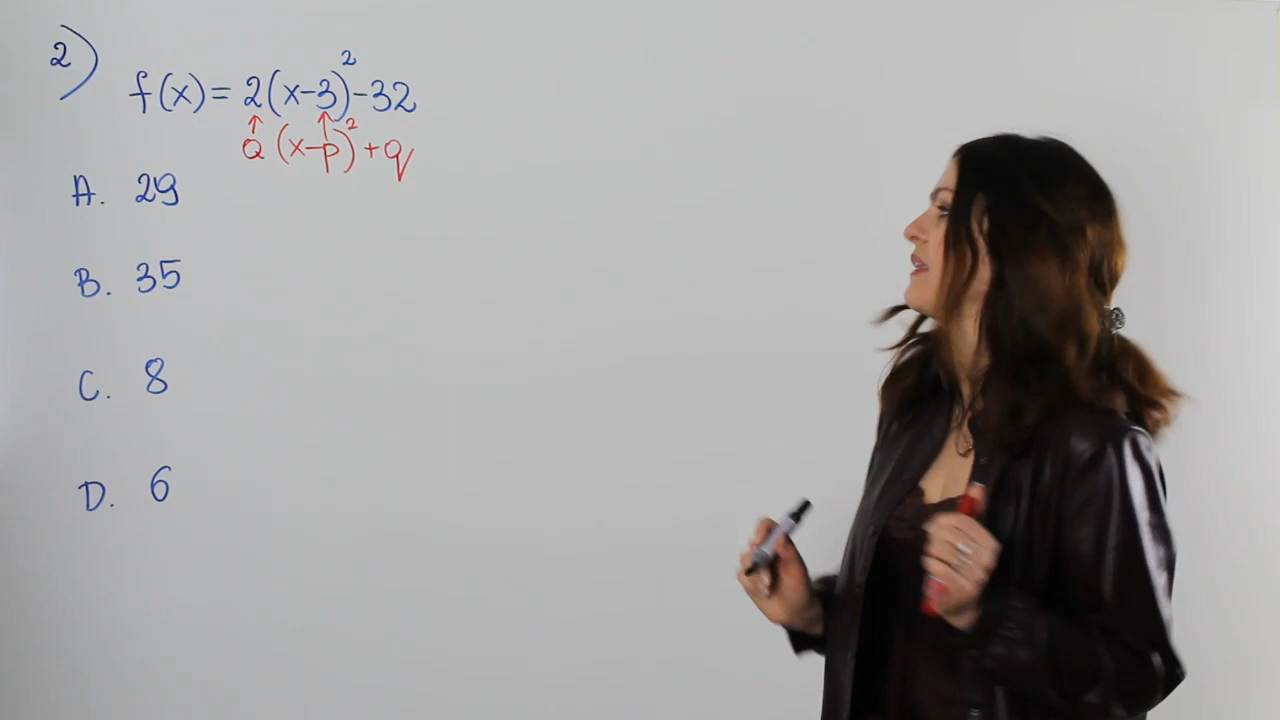 2)
f(x)= 2(x-3)²-32
↑ ↑
a (x-p)²+q
A. 29
B. 35
C. 8
D. 6